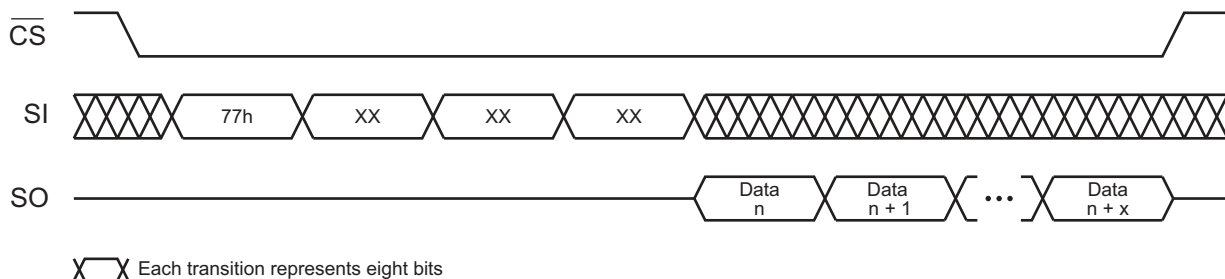 CS
SI 77h XX XX XX
SO Data n Data n + 1 ••• Data n + x
Each transition represents eight bits